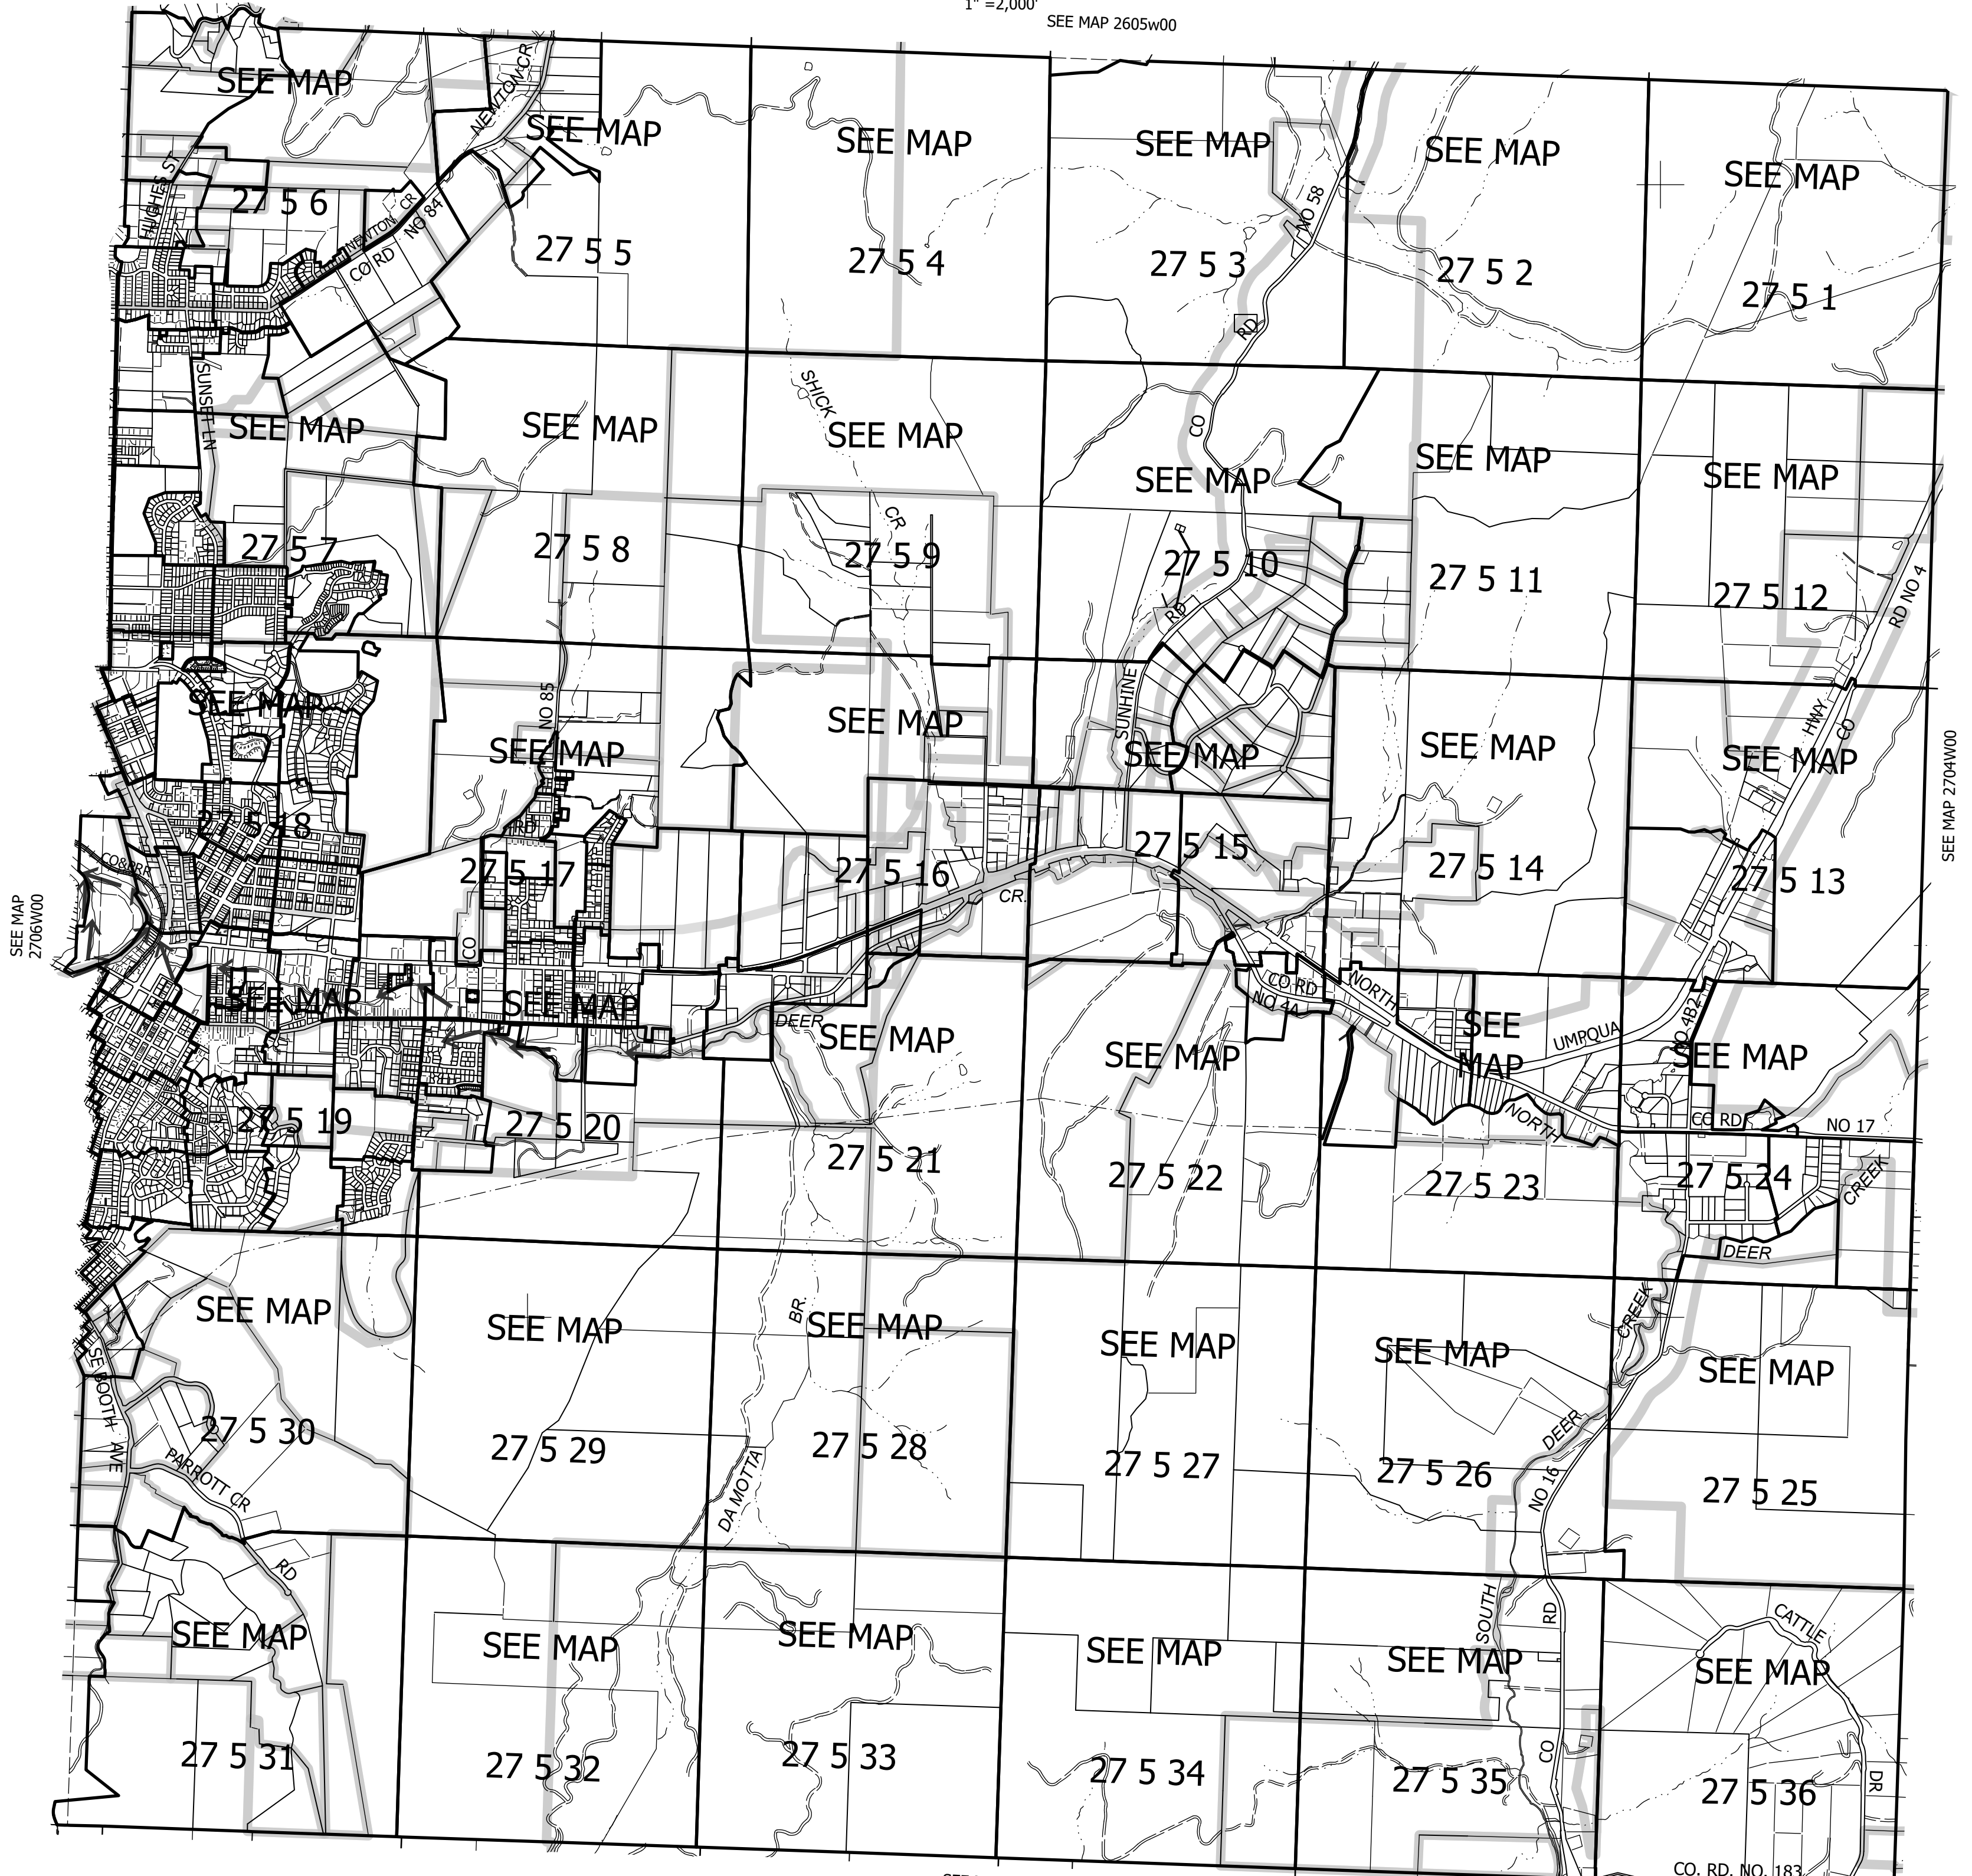 1" =2,000'
SEE MAP 2605w00
SEE MAP
27 5 6
SEE MAP
27 5 5
SEE MAP
27 5 4
SEE MAP
27 5 3
SEE MAP
27 5 2
SEE MAP
27 5 1
NEWTON CR
HUGHES ST
NEWTON CR
CO RD NO 84
NO 58
RD
CO
SUNSET LN
SEE MAP
27 5 7
SEE MAP
27 5 8
SHICK
CR
SEE MAP
27 5 9
SEE MAP
27 5 10
RD
SUNHINE
SEE MAP
27 5 11
SEE MAP
27 5 12
RD NO 4
HWY
CO
SEE MAP
27 5 18
CO&RR
NO 85
SEE MAP
RD
27 5 17
CO
SEE MAP
27 5 16
CR.
SEE MAP
27 5 15
SEE MAP
27 5 14
SEE MAP
27 5 13
SEE MAP 2704W00
SEE MAP
2706W00
SEE MAP
27 5 19
SEE MAP
27 5 20
DEER
SEE MAP
27 5 21
SEE MAP
27 5 22
CO RD
NO 4A
NORTH
SEE
MAP
27 5 23
UMPQUA
NO 4B2
NORTH
SEE MAP
CO RD
NO 17
27 5 24
CREEK
DEER
SEE MAP
27 5 30
SE BOOTH AVE
PARROTT CR
RD
SEE MAP
27 5 29
BR.
DA MOTTA
SEE MAP
27 5 28
SEE MAP
27 5 27
SEE MAP
27 5 26
CREEK
DEER
NO 16
SEE MAP
27 5 25
SEE MAP
27 5 31
SEE MAP
27 5 32
SEE MAP
27 5 33
SEE MAP
27 5 34
SOUTH
RD
SEE MAP
27 5 35
CO
CATTLE
DR
SEE MAP
27 5 36
CO. RD. NO. 183